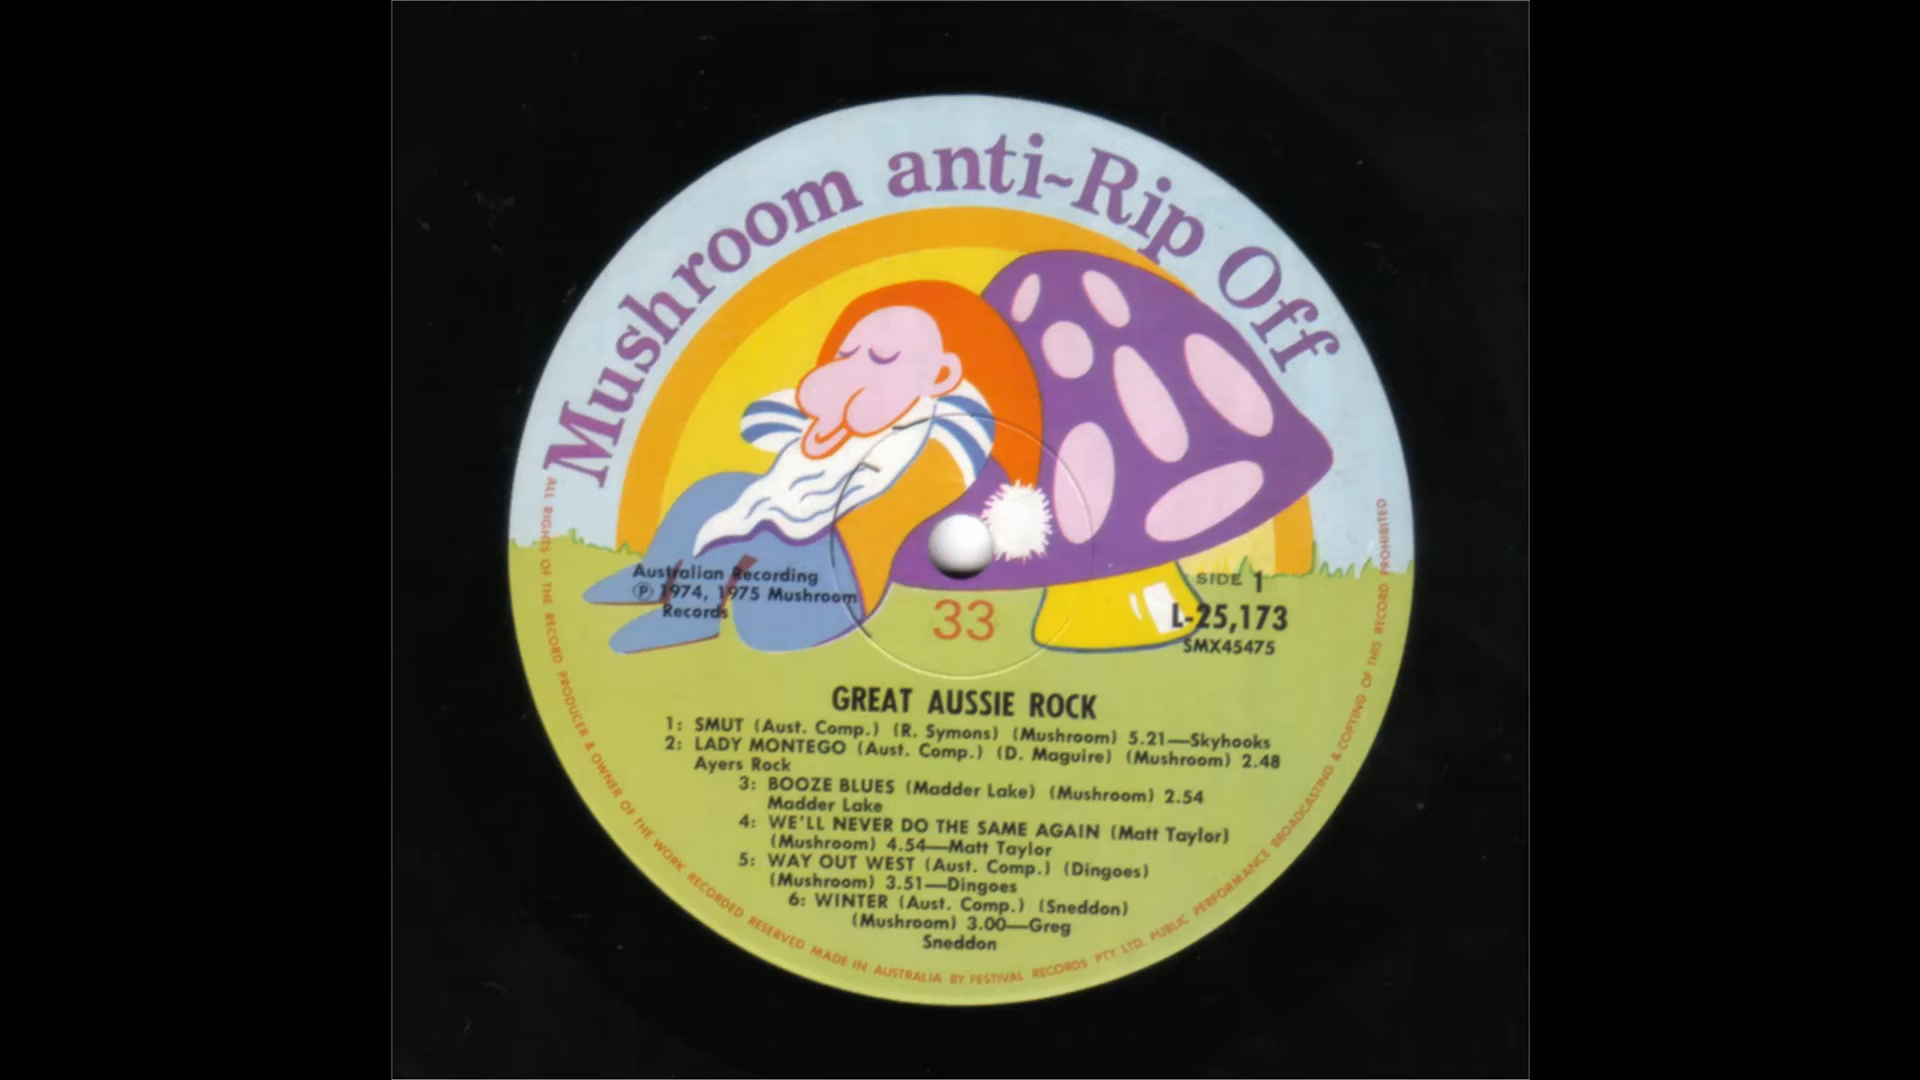 Mushroom anti-Rip Off
Australian Recording
Ⓟ 1974, 1975 Mushroom
Records
33
SIDE 1
L-25,173
SMX45475
GREAT AUSSIE ROCK
1: SMUT (Aust. Comp.) (R. Symons) (Mushroom) 5.21—Skyhooks
2: LADY MONTEGO (Aust. Comp.) (D. Maguire) (Mushroom) 2.48
Ayers Rock
3: BOOZE BLUES (Madder Lake) (Mushroom) 2.54
Madder Lake
4: WE'LL NEVER DO THE SAME AGAIN (Matt Taylor)
(Mushroom) 4.54—Matt Taylor
5: WAY OUT WEST (Aust. Comp.) (Dingoes)
(Mushroom) 3.51—Dingoes
6: WINTER (Aust. Comp.) (Sneddon)
(Mushroom) 3.00—Greg
Sneddon
ALL RIGHTS OF THE RECORD PRODUCER & OWNER OF THE WORK RECORDED RESERVED MADE IN AUSTRALIA BY FESTIVAL RECORDS PTY. LTD. PUBLIC PERFORMANCE BROADCASTING & COPYING OF THIS RECORD PROHIBITED